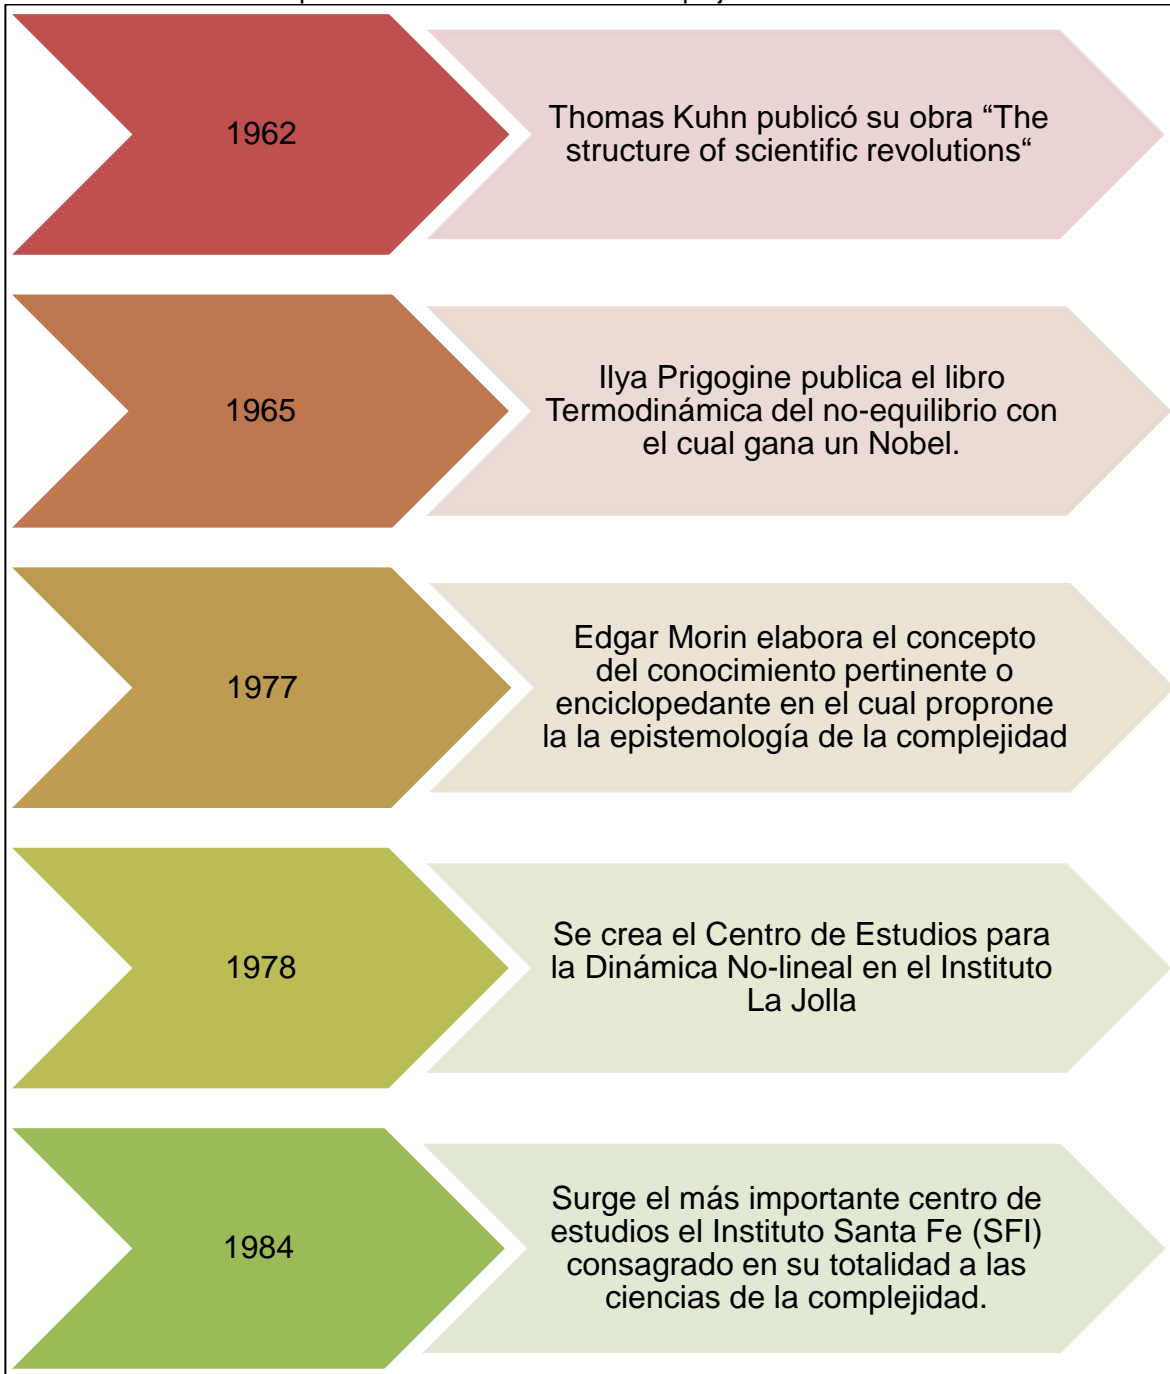 1962
Thomas Kuhn publicó su obra “The
structure of scientific revolutions“
1965
Ilya Prigogine publica el libro
Termodinámica del no-equilibrio con
el cual gana un Nobel.
1977
Edgar Morin elabora el concepto
del conocimiento pertinente o
enciclopedante en el cual proprone
la la epistemología de la complejidad
1978
Se crea el Centro de Estudios para
la Dinámica No-lineal en el Instituto
La Jolla
1984
Surge el más importante centro de
estudios el Instituto Santa Fe (SFI)
consagrado en su totalidad a las
ciencias de la complejidad.